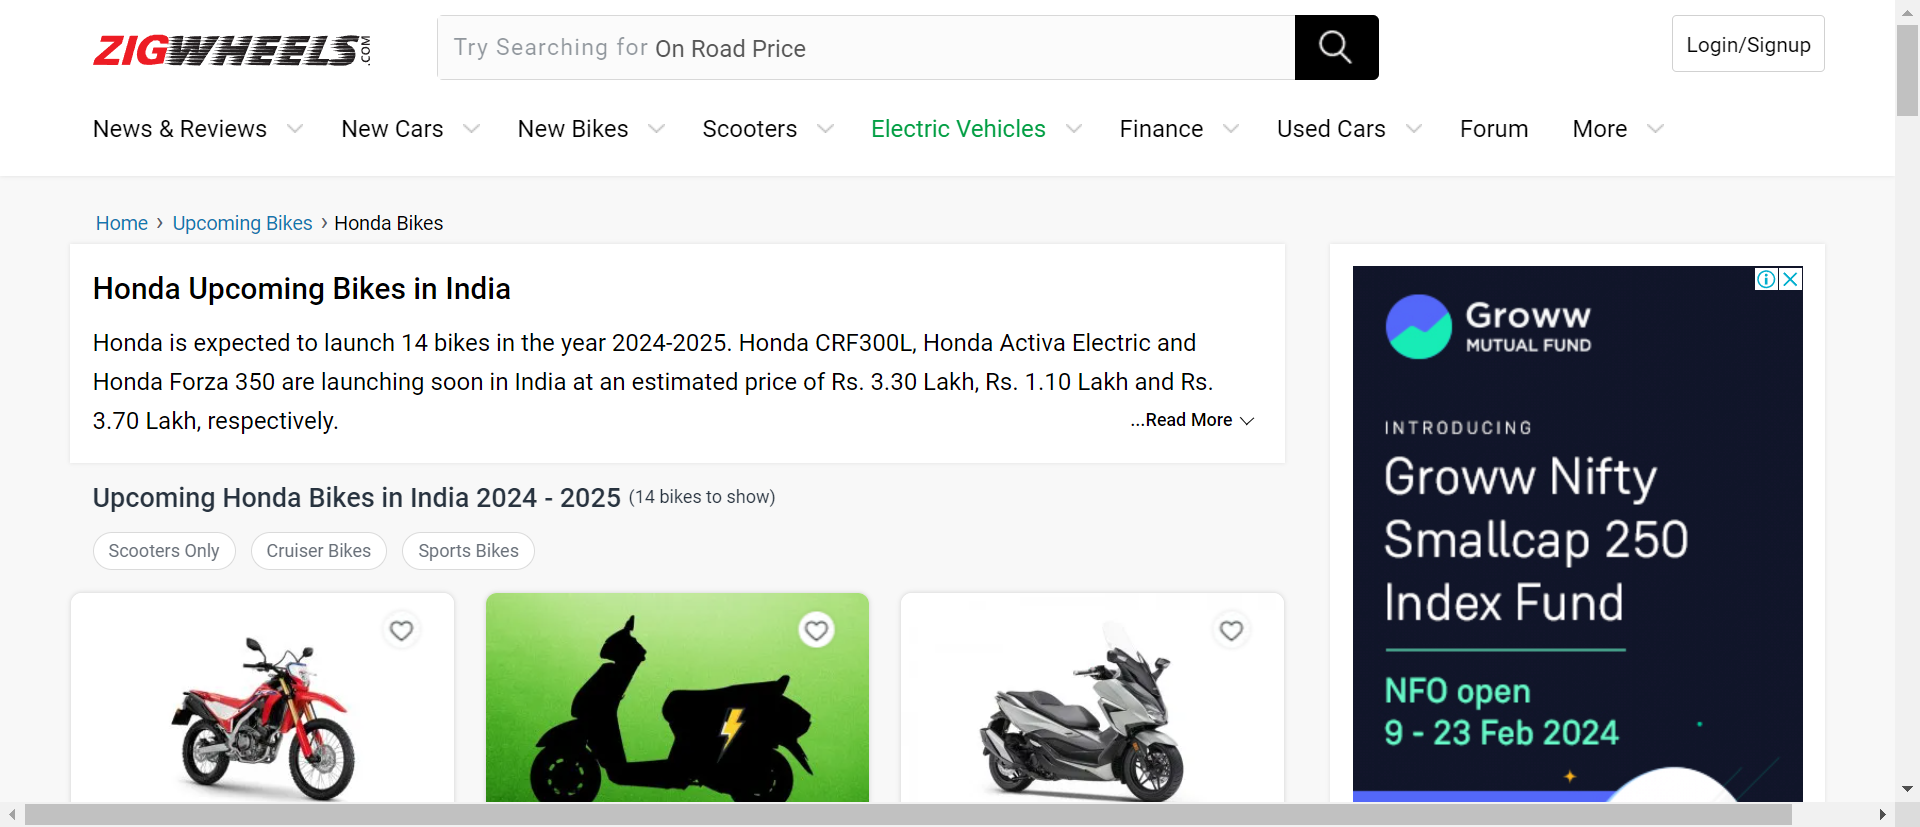 ZIGWHEELS.COM
Try Searching for On Road Price
Login/Signup
News & Reviews
New Cars
New Bikes
Scooters
Electric Vehicles
Finance
Used Cars
Forum
More
Home › Upcoming Bikes › Honda Bikes
Honda Upcoming Bikes in India
Honda is expected to launch 14 bikes in the year 2024-2025. Honda CRF300L, Honda Activa Electric and
Honda Forza 350 are launching soon in India at an estimated price of Rs. 3.30 Lakh, Rs. 1.10 Lakh and Rs.
3.70 Lakh, respectively.
...Read More
Upcoming Honda Bikes in India 2024 - 2025 (14 bikes to show)
Scooters Only
Cruiser Bikes
Sports Bikes
Groww
MUTUAL FUND
INTRODUCING
Groww Nifty
Smallcap 250
Index Fund
NFO open
9 - 23 Feb 2024